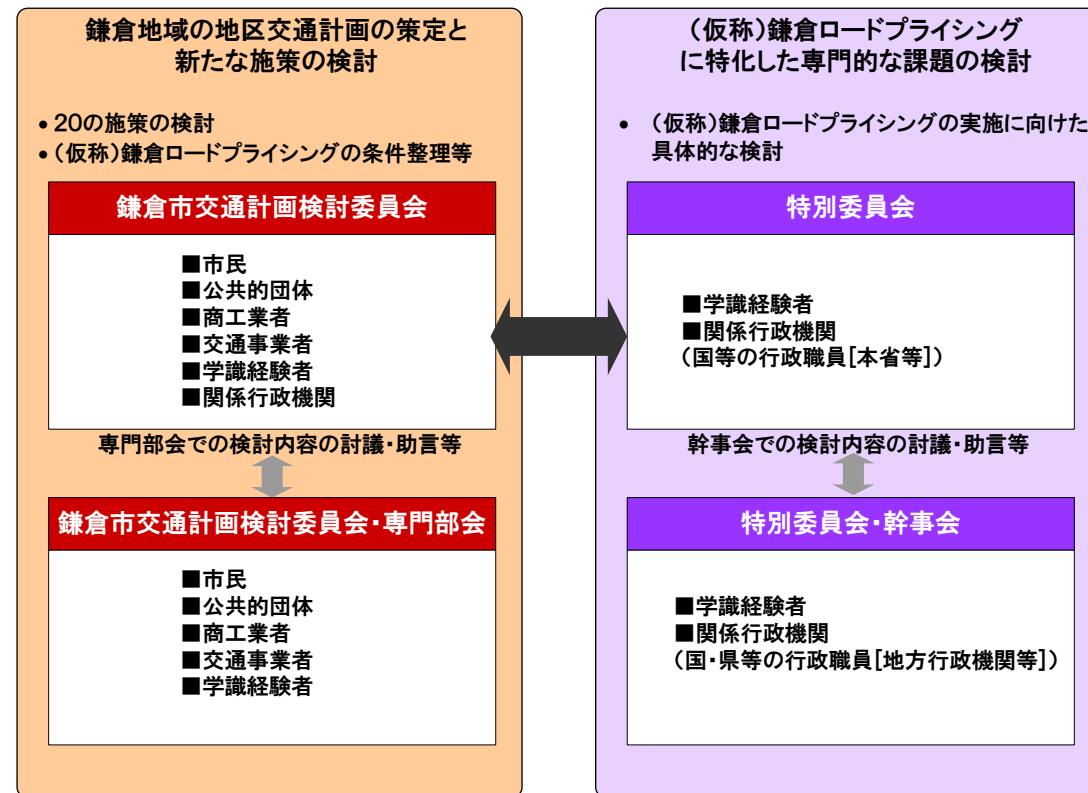 鎌倉地域の地区交通計画の策定と
新たな施策の検討
• 20の施策の検討
• (仮称)鎌倉ロードプライシングの条件整理等
鎌倉市交通計画検討委員会
■市民
■公共的団体
■商工業者
■交通事業者
■学識経験者
■関係行政機関
専門部会での検討内容の討議・助言等
鎌倉市交通計画検討委員会・専門部会
■市民
■公共的団体
■商工業者
■交通事業者
■学識経験者
(仮称)鎌倉ロードプライシング
に特化した専門的な課題の検討
• (仮称)鎌倉ロードプライシングの実施に向けた
具体的な検討
特別委員会
■学識経験者
■関係行政機関
(国等の行政職員[本省等])
幹事会での検討内容の討議・助言等
特別委員会・幹事会
■学識経験者
■関係行政機関
(国・県等の行政職員[地方行政機関等])